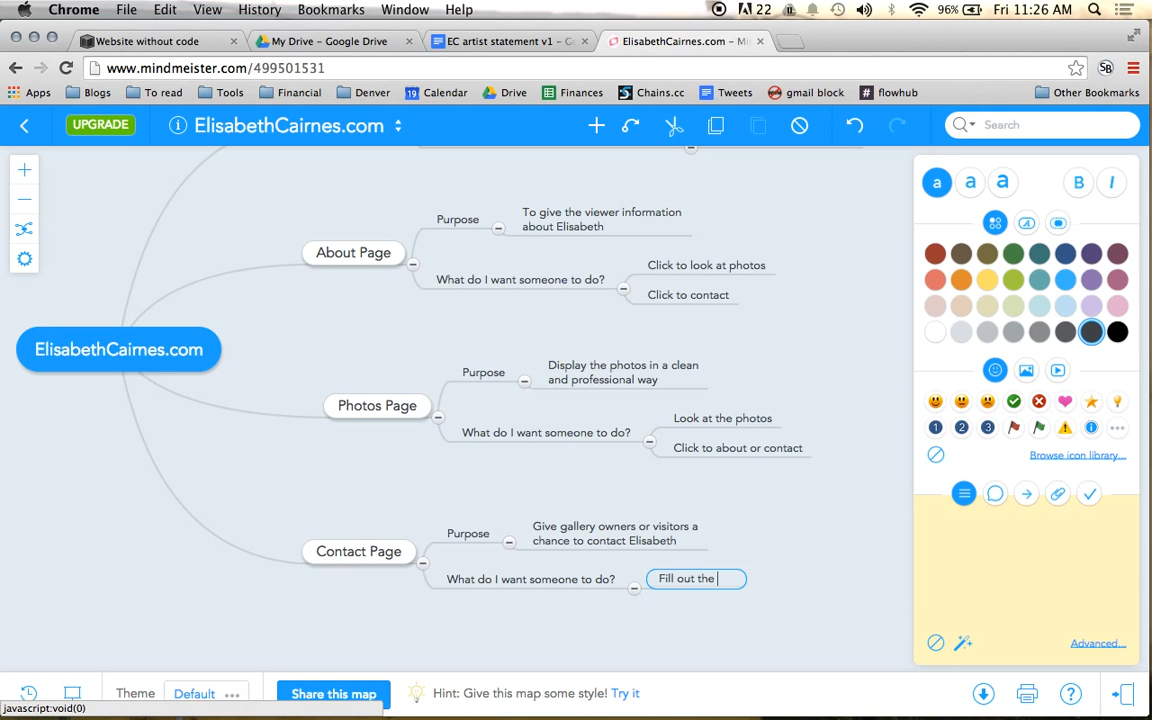 Chrome File Edit View History Bookmarks Window Help 22 96% Fri 11:26 AM
Website without code
My Drive – Google Drive
EC artist statement v1 - G
ElisabethCairnes.com – Mi
www.mindmeister.com/499501531
Apps Blogs To read Tools Financial Denver 19 Calendar Drive Finances Chains.cc Tweets gmail block flowhub Other Bookmarks
UPGRADE
ElisabethCairnes.com
Search
a a a B I
Purpose
To give the viewer information
about Elisabeth
About Page
What do I want someone to do?
Click to look at photos
Click to contact
ElisabethCairnes.com
Purpose
Display the photos in a clean
and professional way
Photos Page
What do I want someone to do?
Look at the photos
Click to about or contact
Purpose
Give gallery owners or visitors a
chance to contact Elisabeth
Contact Page
What do I want someone to do?
Fill out the
1 2 3
Browse icon library...
Advanced...
Theme Default ...
Share this map
Hint: Give this map some style! Try it
javascript:void(0)